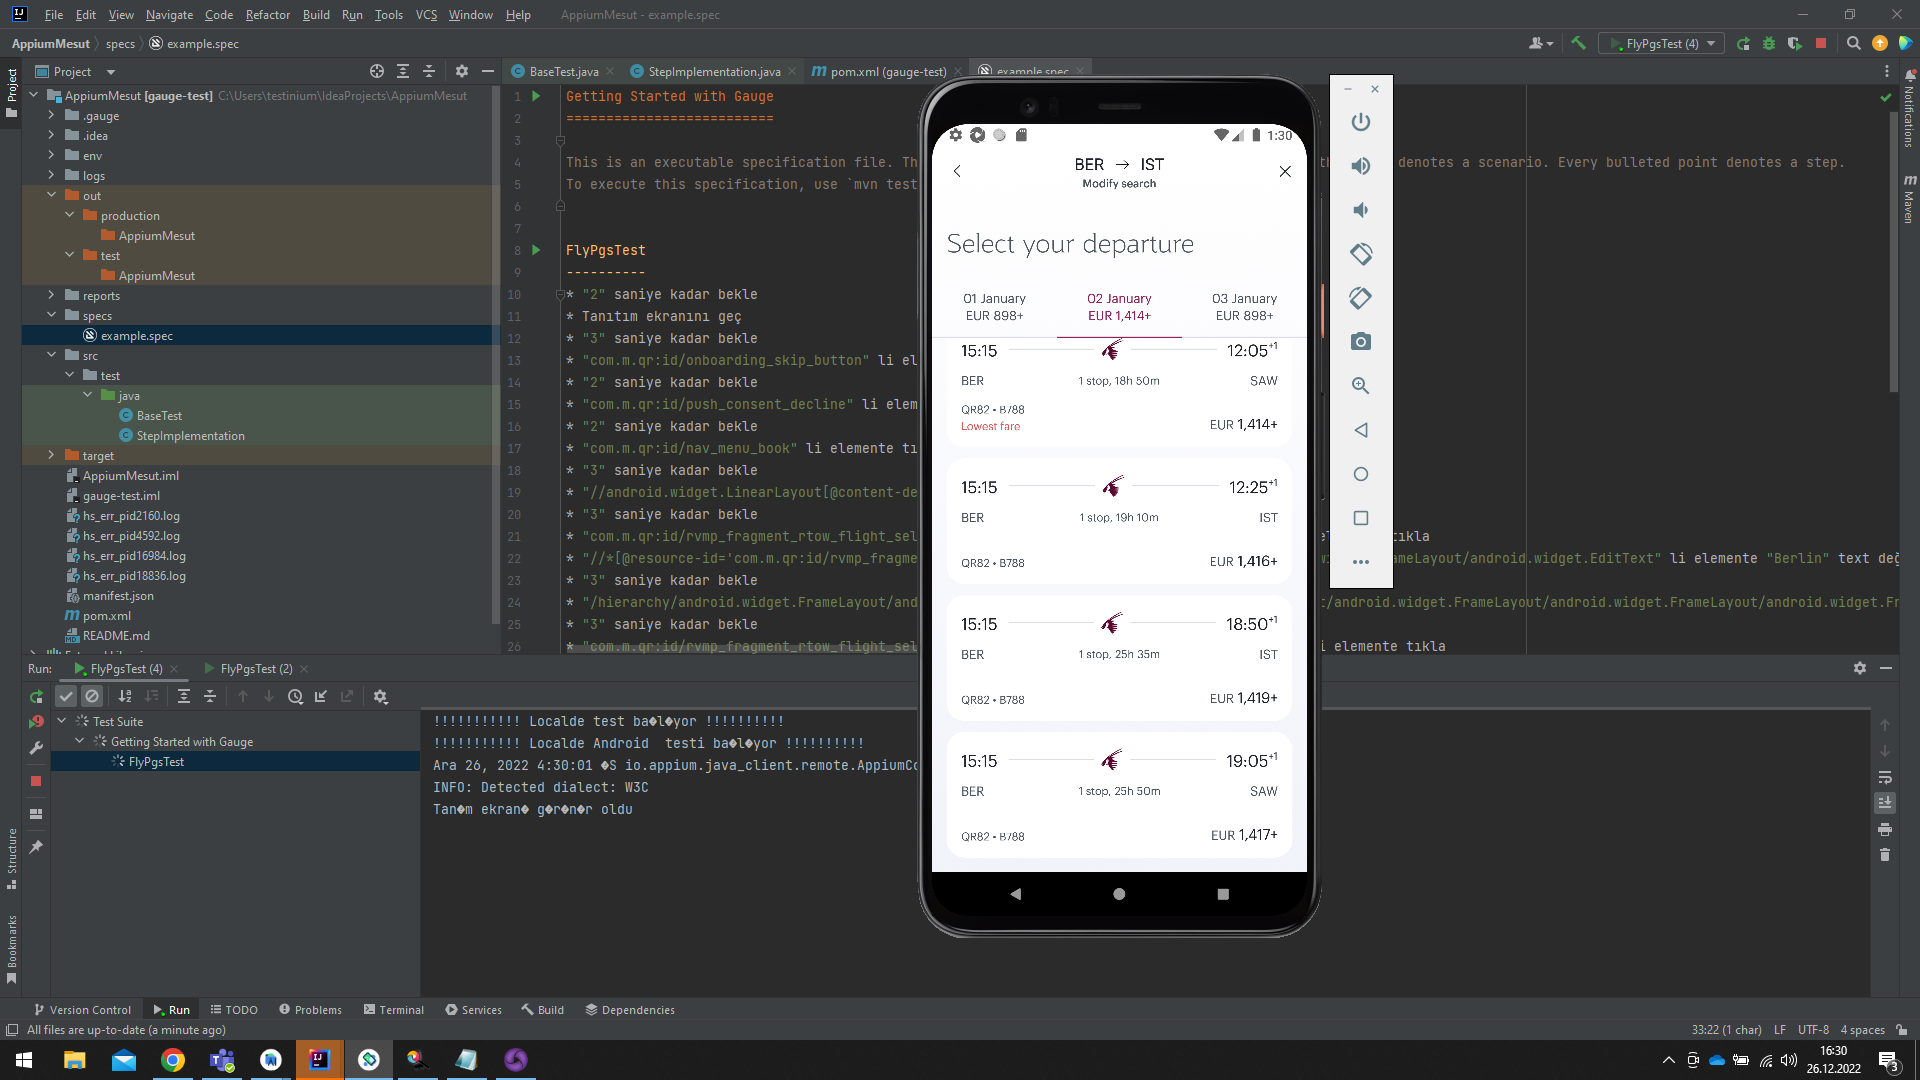 File Edit View Navigate Code Refactor Build Run Tools VCS Window Help AppiumMesut - example.spec
AppiumMesut specs example.spec
FlyPgsTest (4)
Project
BaseTest.java StepImplementation.java pom.xml (gauge-test) example.spec
AppiumMesut [gauge-test] C:\Users\testinium\IdeaProjects\AppiumMesut
.gauge
.idea
env
logs
out
production
AppiumMesut
test
AppiumMesut
reports
specs
example.spec
src
test
java
BaseTest
StepImplementation
target
AppiumMesut.iml
gauge-test.iml
hs_err_pid2160.log
hs_err_pid4592.log
hs_err_pid16984.log
hs_err_pid18836.log
manifest.json
pom.xml
README.md
1 Getting Started with Gauge
2 ==========================
3
4 This is an executable specification file. Th denotes a scenario. Every bulleted point denotes a step.
5 To execute this specification, use `mvn test
6
7
8 FlyPgsTest
9 ----------
10 * "2" saniye kadar bekle
11 * Tanıtım ekranını geç
12 * "3" saniye kadar bekle
13 * "com.m.qr:id/onboarding_skip_button" li el
14 * "2" saniye kadar bekle
15 * "com.m.qr:id/push_consent_decline" li elem
16 * "2" saniye kadar bekle
17 * "com.m.qr:id/nav_menu_book" li elemente tı
18 * "3" saniye kadar bekle
19 * "//android.widget.LinearLayout[@content-de
20 * "3" saniye kadar bekle
21 * "com.m.qr:id/rvmp_fragment_rtow_flight_sel tıkla
22 * "//*[@resource-id='com.m.qr:id/rvmp_fragme ameLayout/android.widget.EditText" li elemente "Berlin" text değ
23 * "3" saniye kadar bekle
24 * "/hierarchy/android.widget.FrameLayout/and t/android.widget.FrameLayout/android.widget.FrameLayout/android.widget.Fr
25 * "3" saniye kadar bekle
26 * "com.m.qr:id/rvmp_fragment_rtow_flight_sel i elemente tıkla
1:30
BER → IST
Modify search
Select your departure
01 January 02 January 03 January
EUR 898+ EUR 1,414+ EUR 898+
15:15 12:05+1
BER 1 stop, 18h 50m SAW
QR82 • B788
Lowest fare EUR 1,414+
15:15 12:25+1
BER 1 stop, 19h 10m IST
QR82 • B788 EUR 1,416+
15:15 18:50+1
BER 1 stop, 25h 35m IST
QR82 • B788 EUR 1,419+
15:15 19:05+1
BER 1 stop, 25h 50m SAW
QR82 • B788 EUR 1,417+
Notifications
Maven
Structure
Bookmarks
Run: FlyPgsTest (4) FlyPgsTest (2)
Test Suite
Getting Started with Gauge
FlyPgsTest
!!!!!!!!!!! Localde test ba�l�yor !!!!!!!!!!
!!!!!!!!!!! Localde Android  testi ba�l�yor !!!!!!!!!!
Ara 26, 2022 4:30:01 �S io.appium.java_client.remote.AppiumCo
INFO: Detected dialect: W3C
Tan�m ekran� g�r�n�r oldu
Version Control Run TODO Problems Terminal Services Build Dependencies
All files are up-to-date (a minute ago) 33:22 (1 char) LF UTF-8 4 spaces
16:30
26.12.2022
3